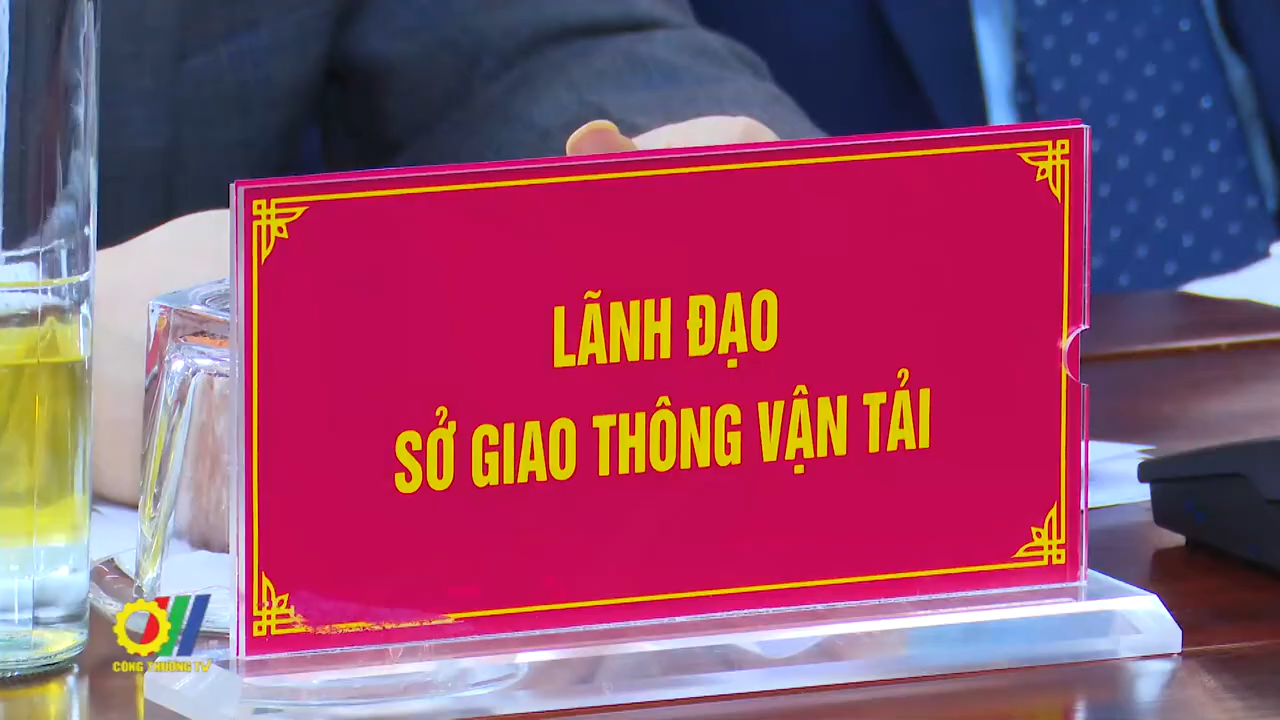 LÃNH ĐẠO
SỞ GIAO THÔNG VẬN TẢI
CÔNG THƯƠNG TV